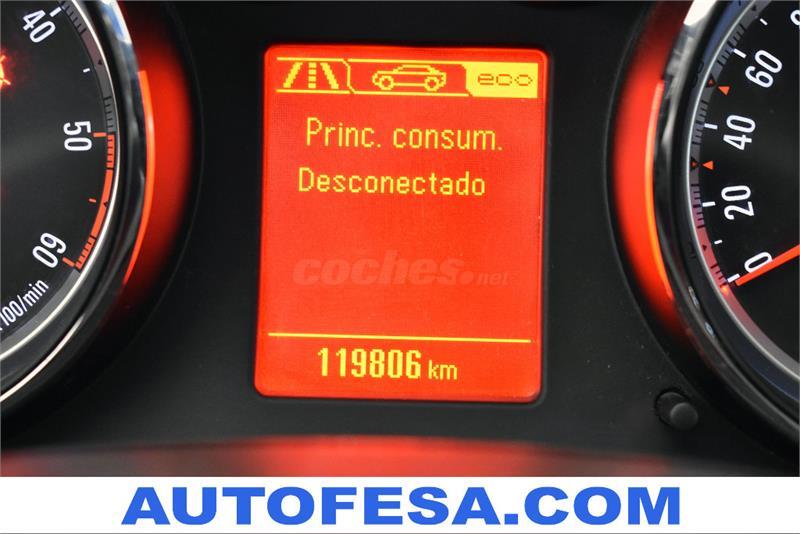 eco
Princ. consum.
Desconectado
coches.net
119806 km
40
50
60
100/min
80
60
40
20
0
AUTOFESA.COM